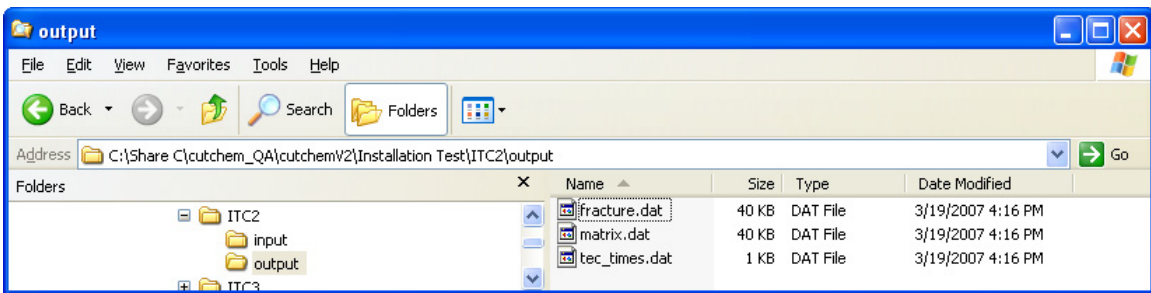 output
File Edit View Favorites Tools Help
Back Search Folders
Address C:\Share C\cutchem_QA\cutchemV2\Installation Test\ITC2\output Go
Folders Name Size Type Date Modified
ITC2 fracture.dat 40 KB DAT File 3/19/2007 4:16 PM
input matrix.dat 40 KB DAT File 3/19/2007 4:16 PM
output tec_times.dat 1 KB DAT File 3/19/2007 4:16 PM
ITC3